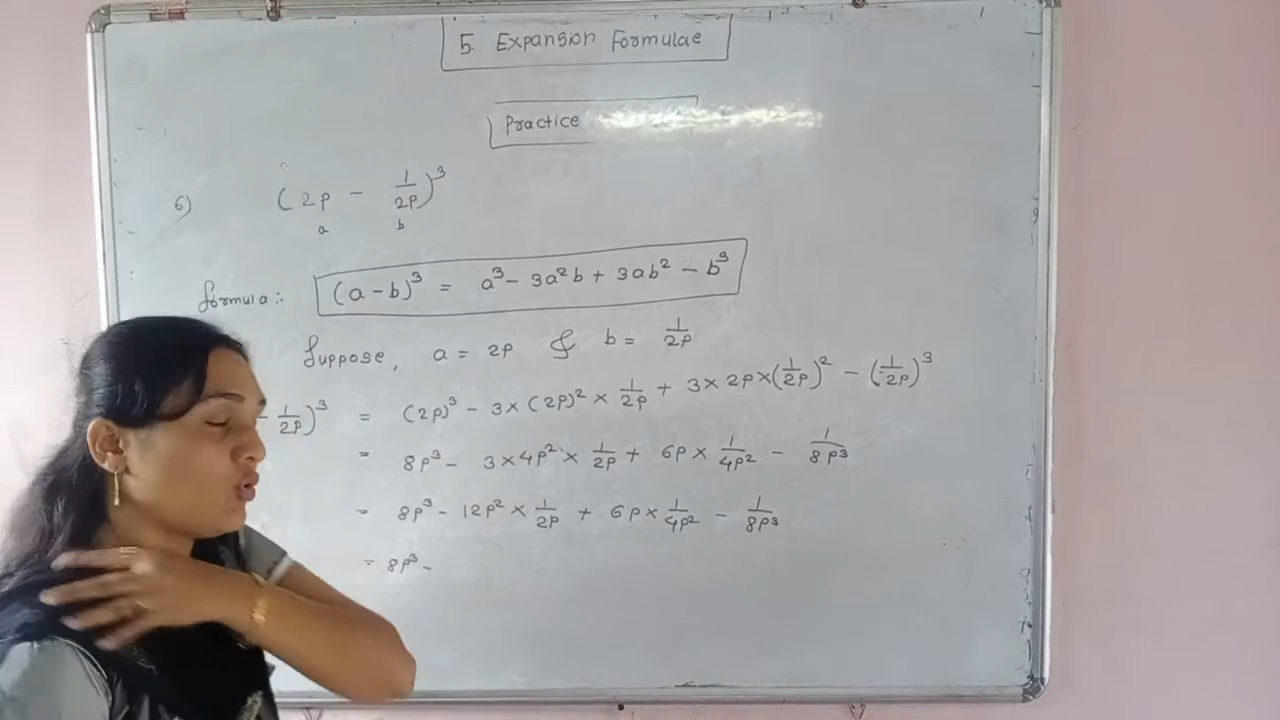 5. Expansion Formulae
Practice
6) (2p - 1/2p)³
a b
formula:- (a-b)³ = a³ - 3a²b + 3ab² - b³
Suppose, a = 2p & b = 1/2p
- 1/2p)³ = (2p)³ - 3×(2p)² × 1/2p + 3×2p×(1/2p)² - (1/2p)³
= 8p³ - 3×4p² × 1/2p + 6p × 1/4p² - 1/8p³
= 8p³ - 12p² × 1/2p + 6p × 1/4p² - 1/8p³
= 8p³ -